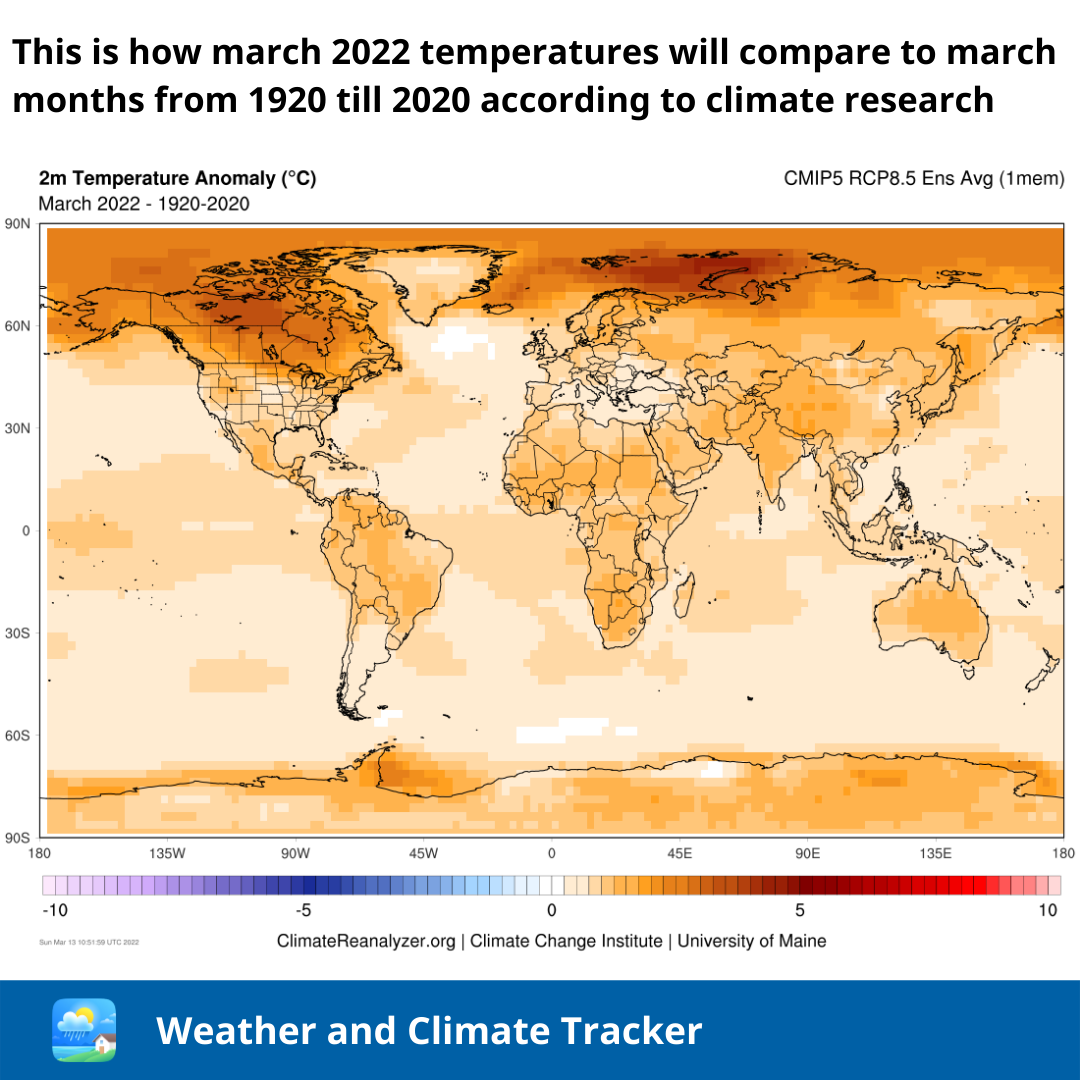 This is how march 2022 temperatures will compare to march
months from 1920 till 2020 according to climate research
2m Temperature Anomaly (°C)
CMIP5 RCP8.5 Ens Avg (1mem)
March 2022 - 1920-2020
90N
60N
30N
0
30S
60S
90S
180 135W 90W 45W 0 45E 90E 135E 180
-10 -5 0 5 10
Sun Mar 13 10:51:59 UTC 2022
ClimateReanalyzer.org | Climate Change Institute | University of Maine
Weather and Climate Tracker